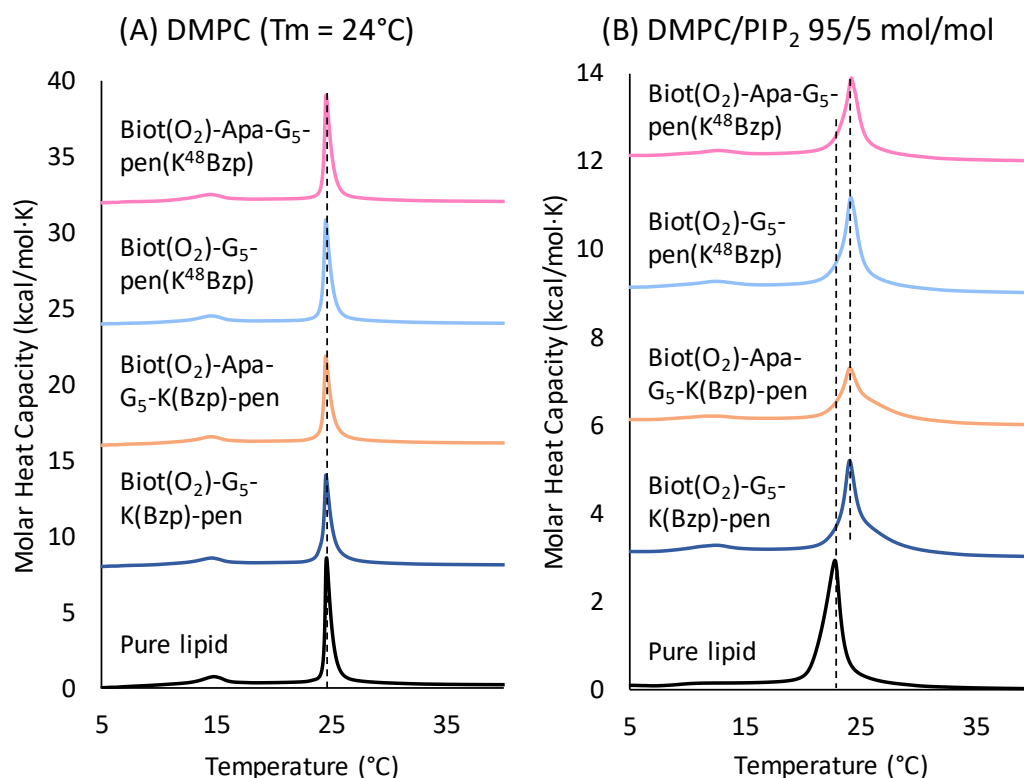 (A) DMPC (Tm = 24°C)
(B) DMPC/PIP₂ 95/5 mol/mol
Molar Heat Capacity (kcal/mol·K)
40
35
30
25
20
15
10
5
0
Biot(O₂)-Apa-G₅-
pen(K⁴⁸Bzp)
Biot(O₂)-G₅-
pen(K⁴⁸Bzp)
Biot(O₂)-Apa-
G₅-K(Bzp)-pen
Biot(O₂)-G₅-
K(Bzp)-pen
Pure lipid
5
15
25
35
Temperature (°C)
Molar Heat Capacity (kcal/mol·K)
14
12
10
8
6
4
2
0
Biot(O₂)-Apa-G₅-
pen(K⁴⁸Bzp)
Biot(O₂)-G₅-
pen(K⁴⁸Bzp)
Biot(O₂)-Apa-
G₅-K(Bzp)-pen
Biot(O₂)-G₅-
K(Bzp)-pen
Pure lipid
5
15
25
35
Temperature (°C)